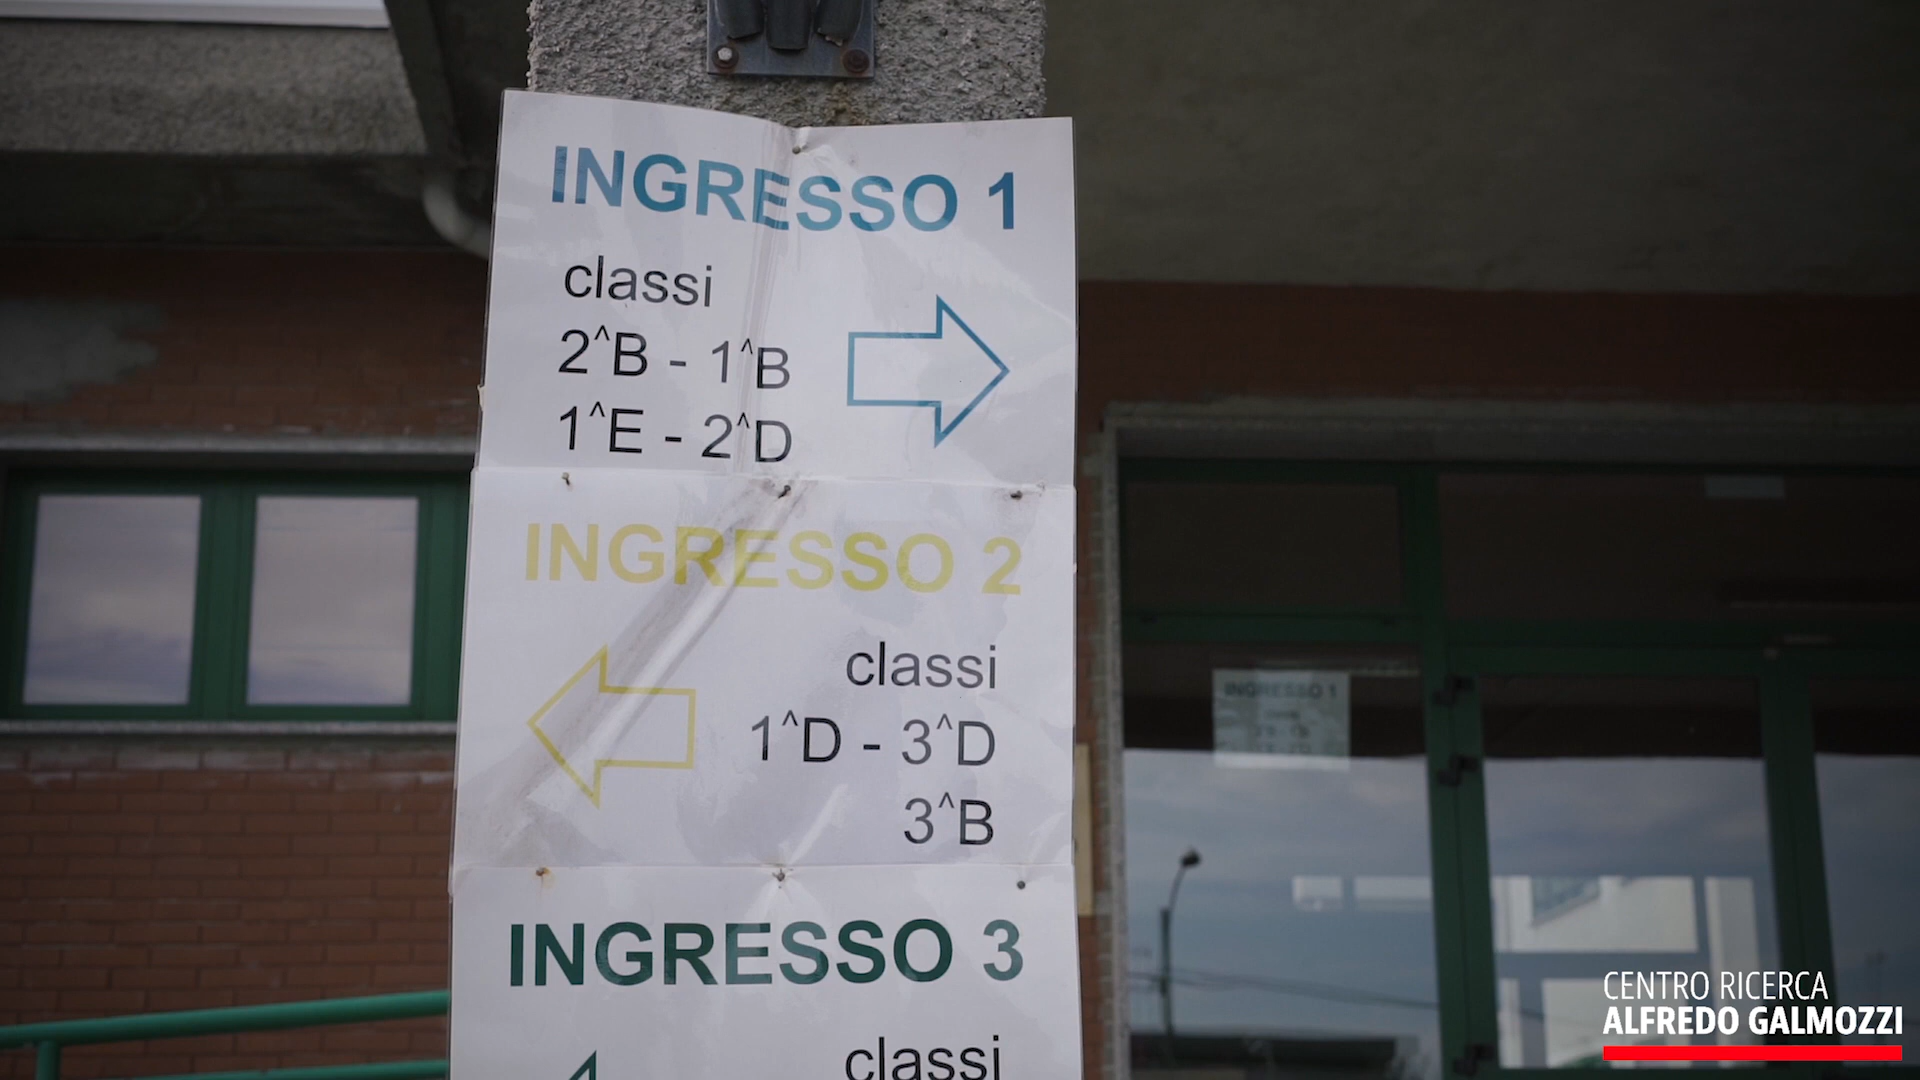 INGRESSO 1
classi
2^B - 1^B
1^E - 2^D
INGRESSO 2
classi
1^D - 3^D
3^B
INGRESSO 3
classi
INGRESSO 1
CENTRO RICERCA
ALFREDO GALMOZZI